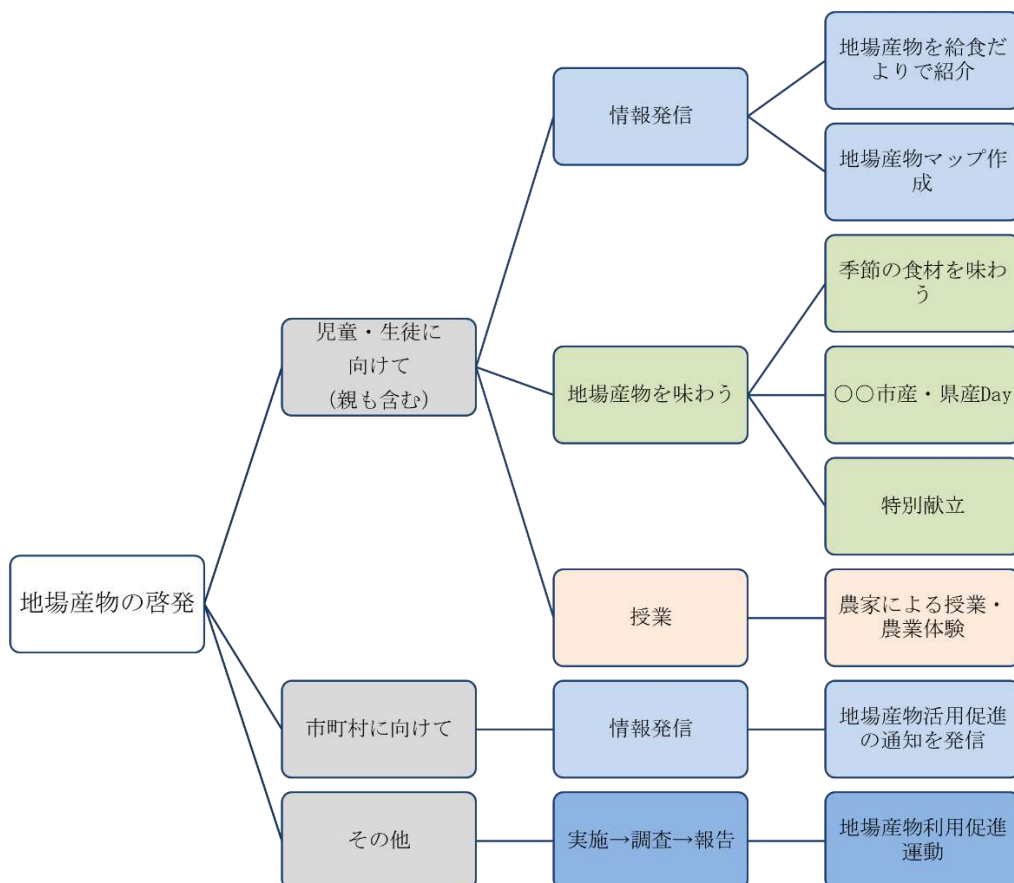 地場産物の啓発
児童・生徒に
向けて
(親も含む)
情報発信
地場産物を給食だ
よりで紹介
地場産物マップ作
成
地場産物を味わう
季節の食材を味わ
う
〇〇市産・県産Day
特別献立
授業
農家による授業・
農業体験
市町村に向けて
情報発信
地場産物活用促進
の通知を発信
その他
実施→調査→報告
地場産物利用促進
運動